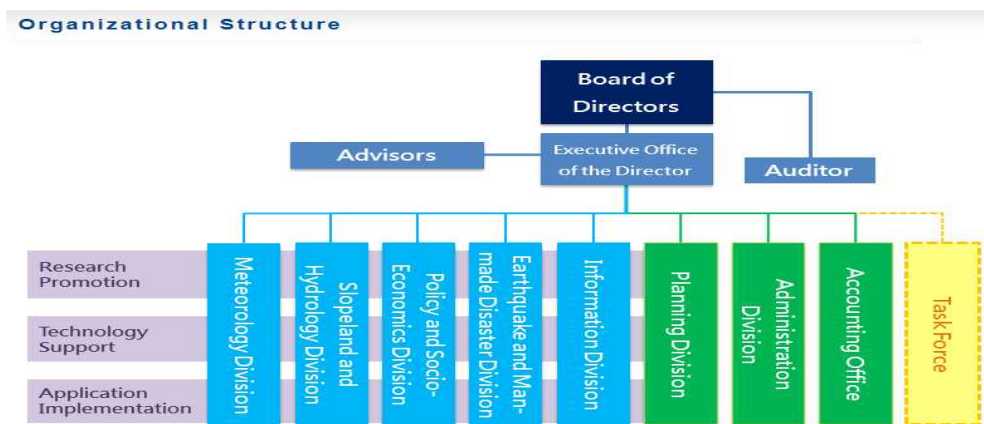 Organizational Structure
Board of
Directors
Executive Office
of the Director
Advisors
Auditor
Research
Promotion
Technology
Support
Application
Implementation
Meteorology Division
Slopeland and
Hydrology Division
Policy and Socio-
Economics Division
Earthquake and Man-
made Disaster Division
Information Division
Planning Division
Administration
Division
Accounting Office
Task Force